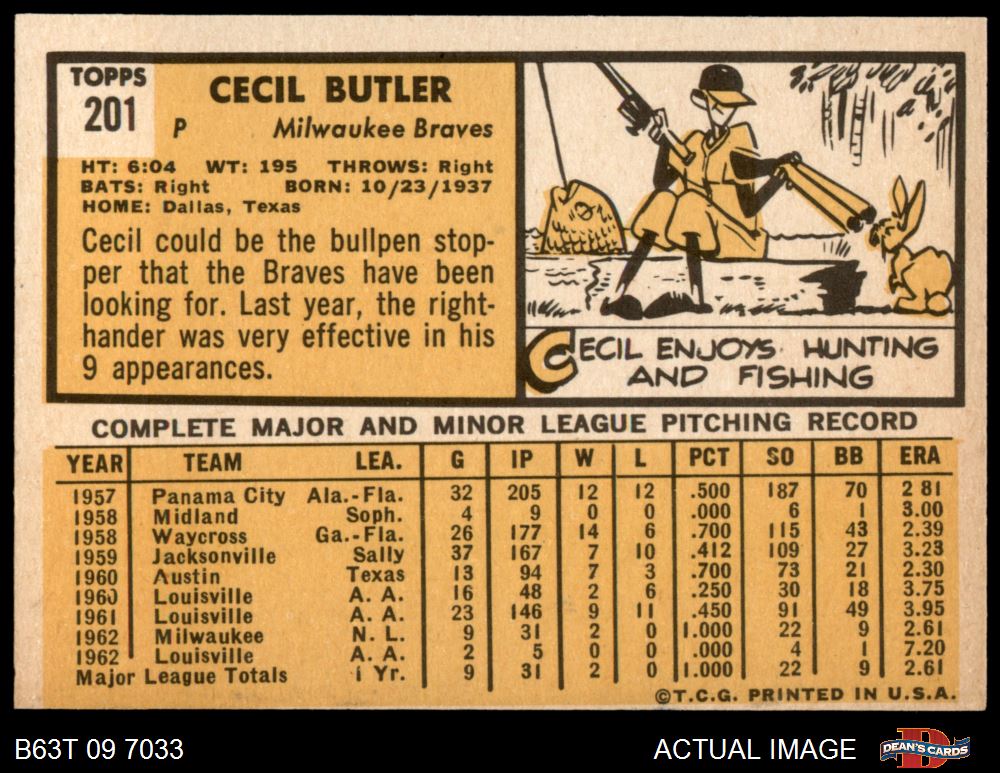 TOPPS
201
CECIL BUTLER
P Milwaukee Braves
HT: 6:04 WT: 195 THROWS: Right
BATS: Right BORN: 10/23/1937
HOME: Dallas, Texas
Cecil could be the bullpen stop-
per that the Braves have been
looking for. Last year, the right-
hander was very effective in his
9 appearances.
CECIL ENJOYS HUNTING
AND FISHING
COMPLETE MAJOR AND MINOR LEAGUE PITCHING RECORD
YEAR TEAM LEA. G IP W L PCT SO BB ERA
1957 Panama City Ala.-Fla. 32 205 12 12 .500 187 70 2 81
1958 Midland Soph. 4 9 0 0 .000 6 1 3.00
1958 Waycross Ga.-Fla. 26 177 14 6 .700 115 43 2.39
1959 Jacksonville Sally 37 167 7 10 .412 109 27 3.23
1960 Austin Texas 13 94 7 3 .700 73 21 2.30
1960 Louisville A. A. 16 48 2 6 .250 30 18 3.75
1961 Louisville A. A. 23 146 9 11 .450 91 49 3.95
1962 Milwaukee N. L. 9 31 2 0 1.000 22 9 2.61
1962 Louisville A. A. 2 5 0 0 .000 4 1 7.20
Major League Totals 1 Yr. 9 31 2 0 1.000 22 9 2.61
©T.C.G. PRINTED IN U.S.A.
B63T 09 7033 ACTUAL IMAGE DEAN'S CARDS